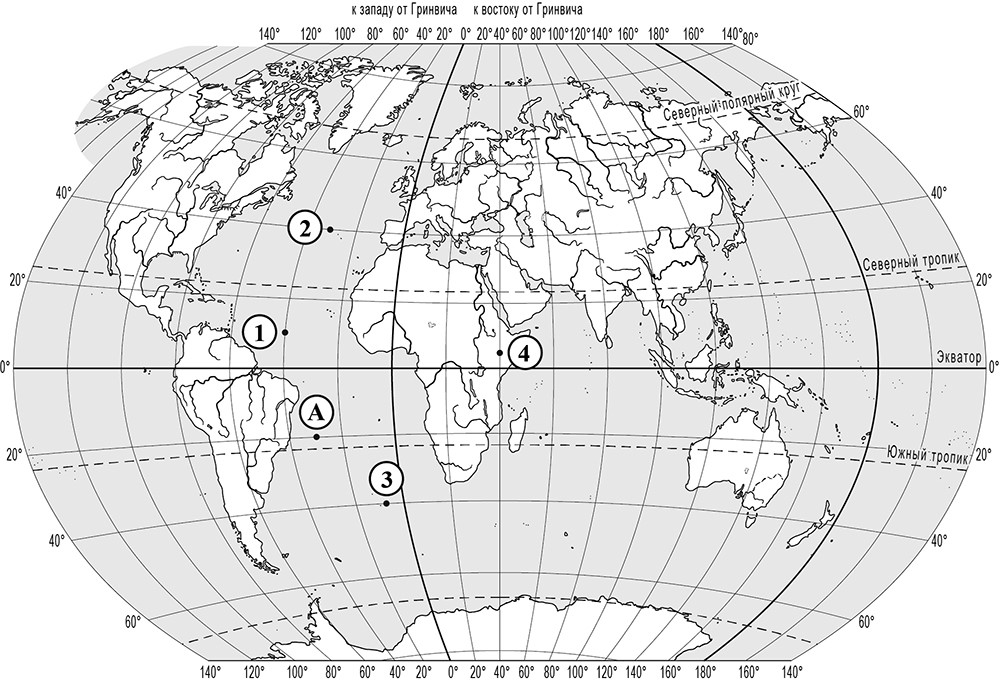 к западу от Гринвича к востоку от Гринвича
140° 120° 100° 80° 60° 40° 20° 0° 20° 40° 60° 80° 100° 120° 140° 180° 160° 140° 80°
Северный полярный круг
60°
40° 40°
2
Северный тропик
20° 20°
1
4
Экватор
0° 0°
А
20° Южный тропик 20°
3
40° 40°
60° 60°
140° 120° 100° 80° 60° 40° 20° 0° 20° 40° 60° 80° 100° 120° 140° 160° 180° 160° 140°